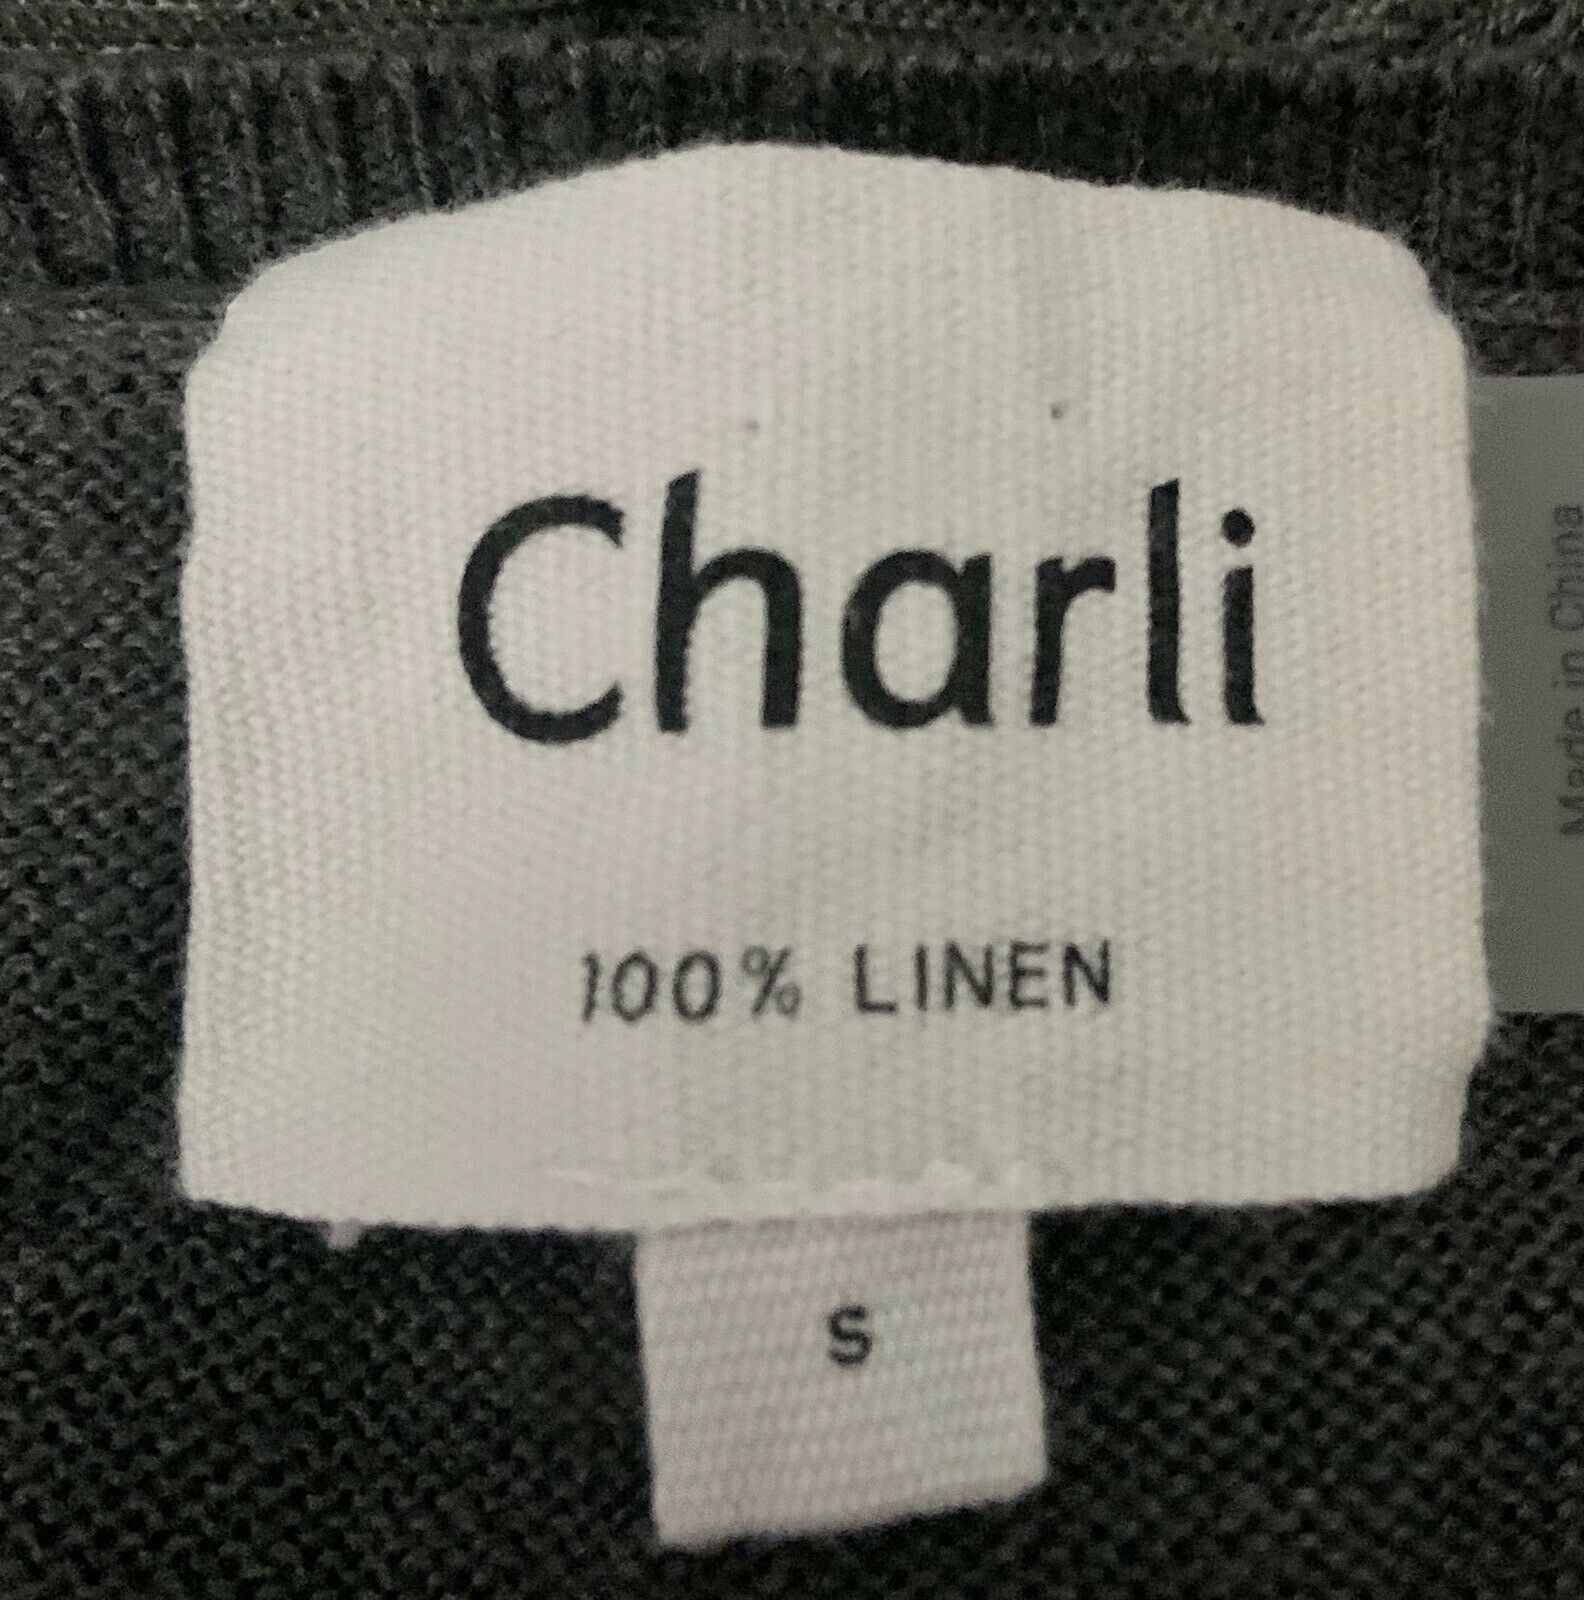 Charli
100% LINEN
S
Made in China